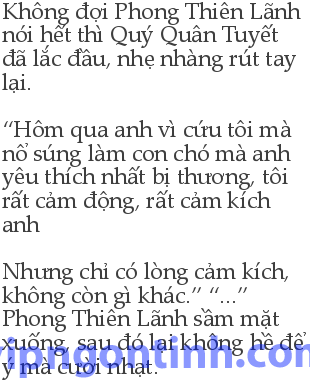 Không đợi Phong Thiên Lãnh
nói hết thì Quý Quân Tuyết
đã lắc đầu, nhẹ nhàng rút tay
lại.
“Hôm qua anh vì cứu tôi mà
nổ súng làm con chó mà anh
yêu thích nhất bị thương, tôi
rất cảm động, rất cảm kích
anh
Nhưng chỉ có lòng cảm kích,
không còn gì khác.” “...”
Phong Thiên Lãnh sầm mặt
xuống, sau đó lại không hề để
ý mà cười nhạt.
vipngontinh.com